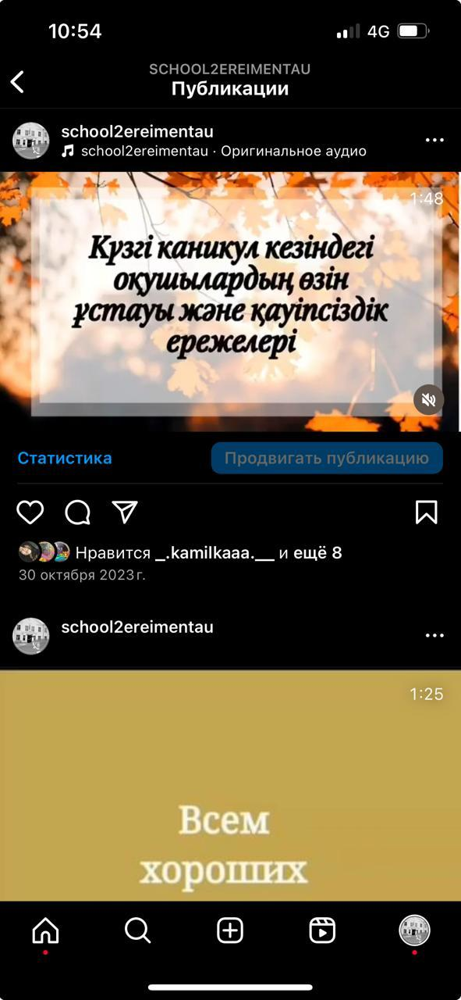 10:54
4G
SCHOOL2EREIMENTAU
Публикации
school2ereimentau
school2ereimentau · Оригинальное аудио
1:48
Күзгі каникул кезіндегі
оқушылардың өзін
ұстауы және қауіпсіздік
ережелері
Статистика
Продвигать публикацию
Нравится _.kamilkaaa.__ и ещё 8
30 октября 2023 г.
school2ereimentau
1:25
Всем
хороших